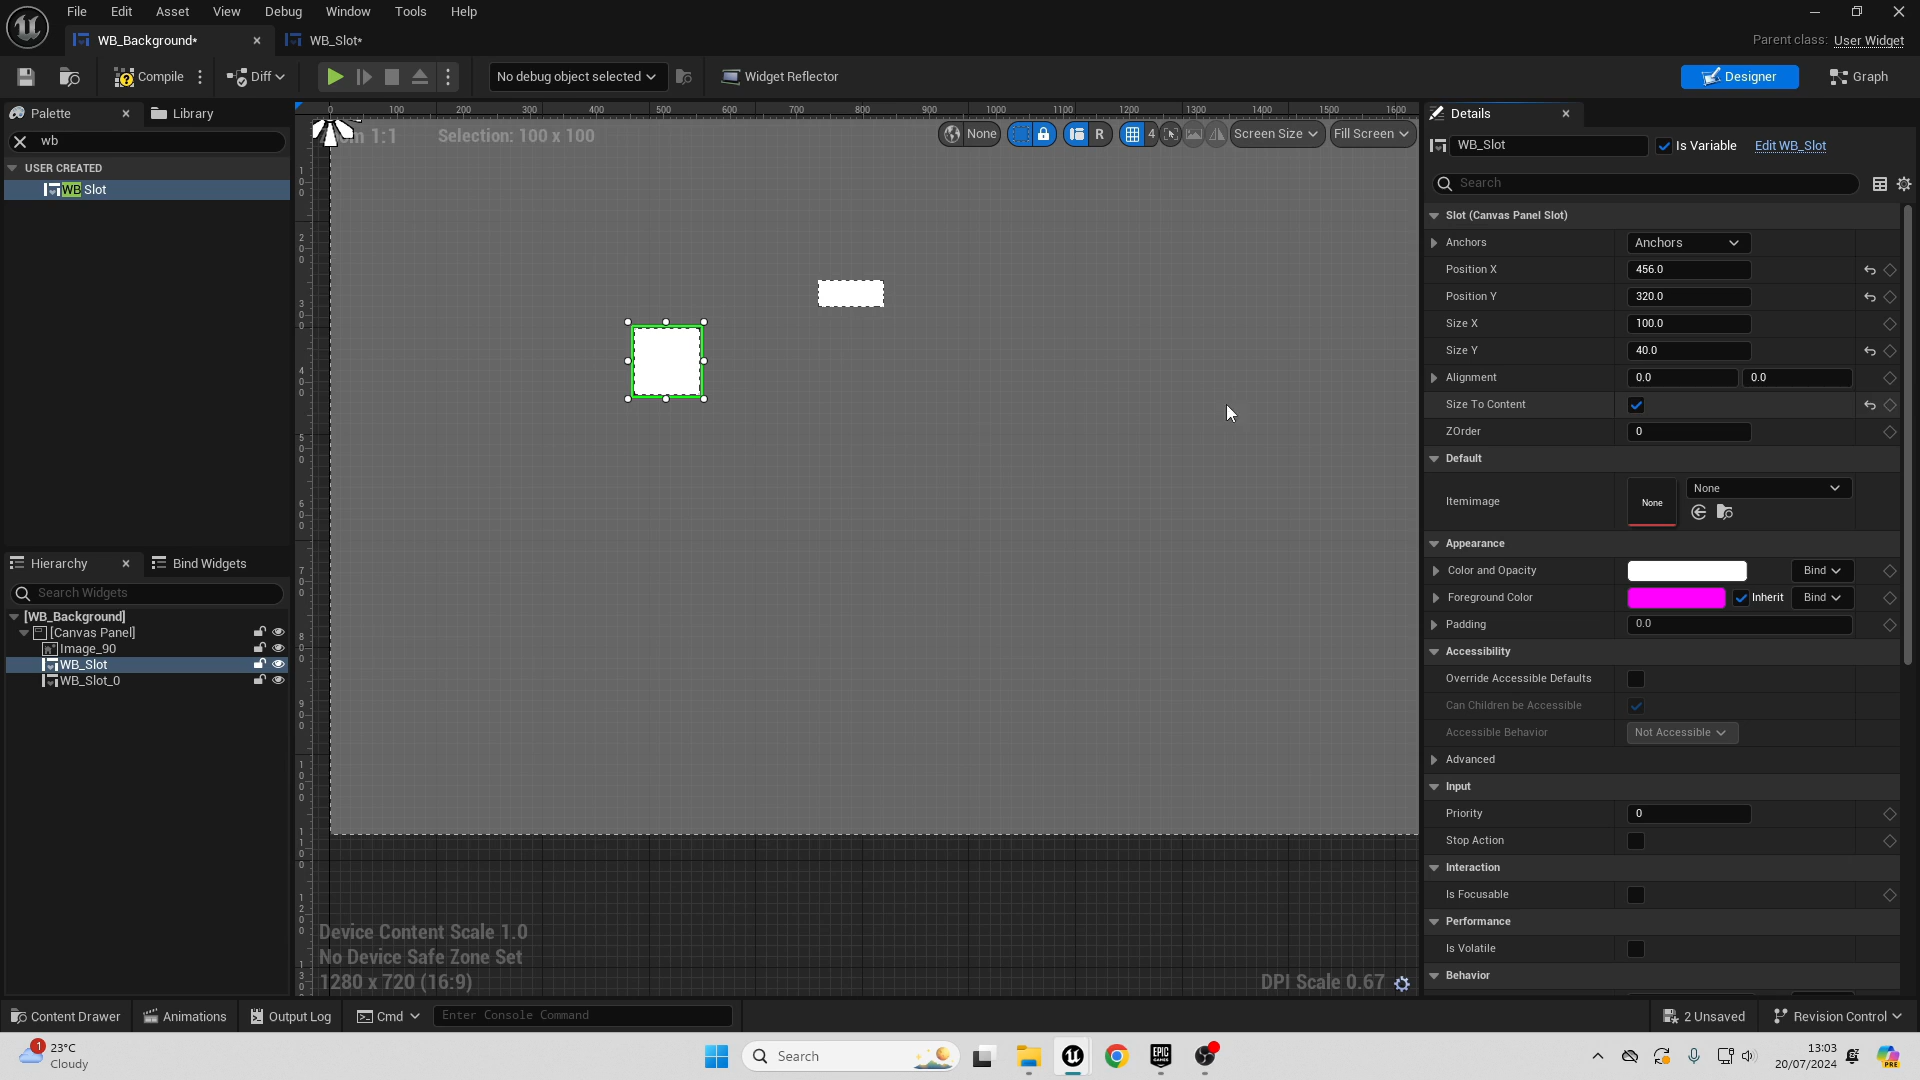 File Edit Asset View Debug Window Tools Help
WB_Background* WB_Slot*
Parent class: User Widget
Compile Diff No debug object selected Widget Reflector Designer Graph
Palette Library
wb
USER CREATED
WB Slot
Hierarchy Bind Widgets
Search Widgets
[WB_Background]
[Canvas Panel]
Image_90
WB_Slot
WB_Slot_0
0 100 200 300 400 500 600 700 800 900 1000 1100 1200 1300 1400 1500 1600
1:1 Selection: 100 x 100
None R 4 Screen Size Fill Screen
Device Content Scale 1.0
No Device Safe Zone Set
1280 x 720 (16:9)
DPI Scale 0.67
Details
WB_Slot Is Variable Edit WB_Slot
Search
Slot (Canvas Panel Slot)
Anchors Anchors
Position X 456.0
Position Y 320.0
Size X 100.0
Size Y 40.0
Alignment 0.0 0.0
Size To Content
ZOrder 0
Default
Itemimage None None
Appearance
Color and Opacity Bind
Foreground Color Inherit Bind
Padding 0.0
Accessibility
Override Accessible Defaults
Can Children be Accessible
Accessible Behavior Not Accessible
Advanced
Input
Priority 0
Stop Action
Interaction
Is Focusable
Performance
Is Volatile
Behavior
Content Drawer Animations Output Log Cmd Enter Console Command 2 Unsaved Revision Control
1 23°C
Cloudy
Search
EPIC GAMES
13:03
20/07/2024
PRE